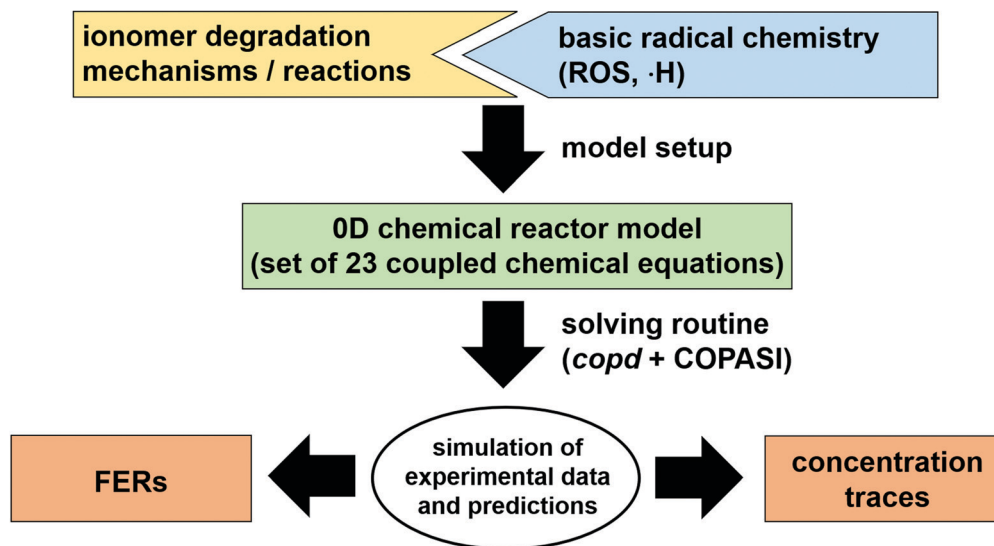 ionomer degradation
mechanisms / reactions
basic radical chemistry
(ROS, ·H)
model setup
0D chemical reactor model
(set of 23 coupled chemical equations)
solving routine
(copd + COPASI)
FERs
simulation of
experimental data
and predictions
concentration
traces